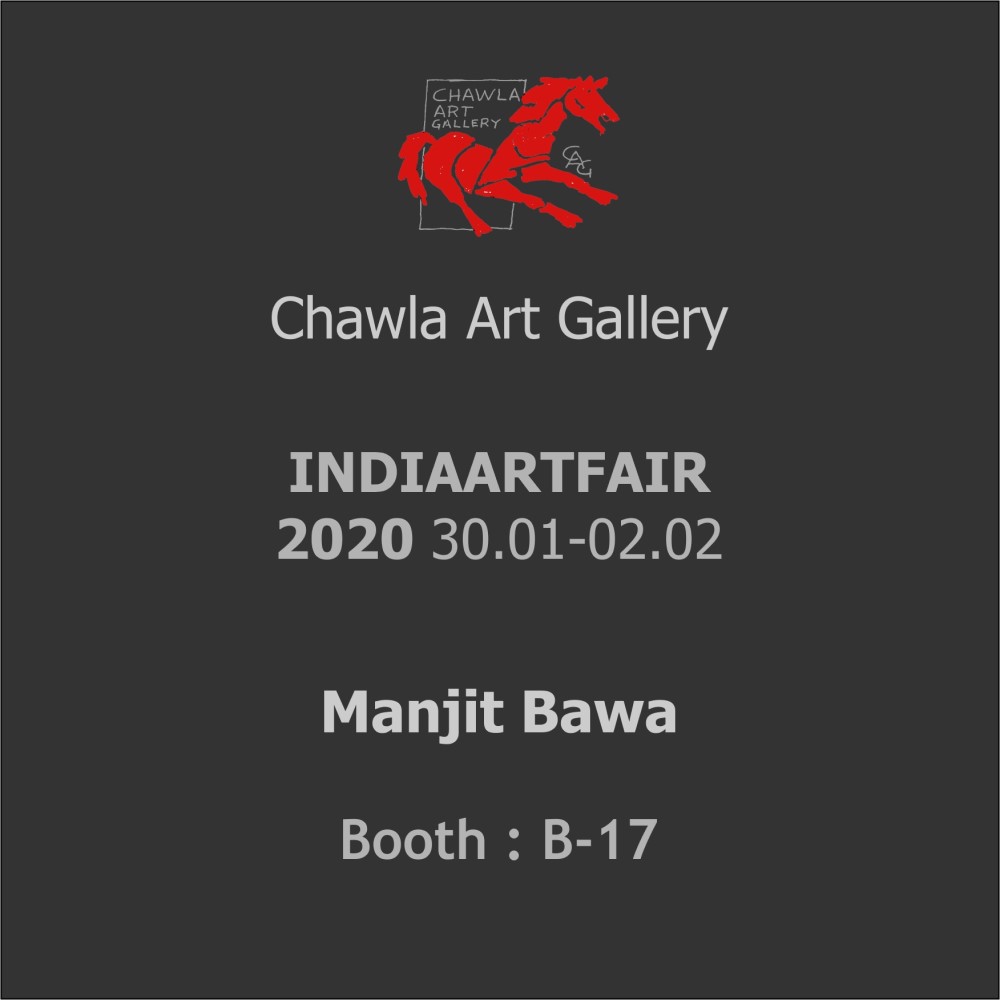 CHAWLA
ART
GALLERY
CAG
Chawla Art Gallery
INDIAARTFAIR
2020 30.01-02.02
Manjit Bawa
Booth : B-17